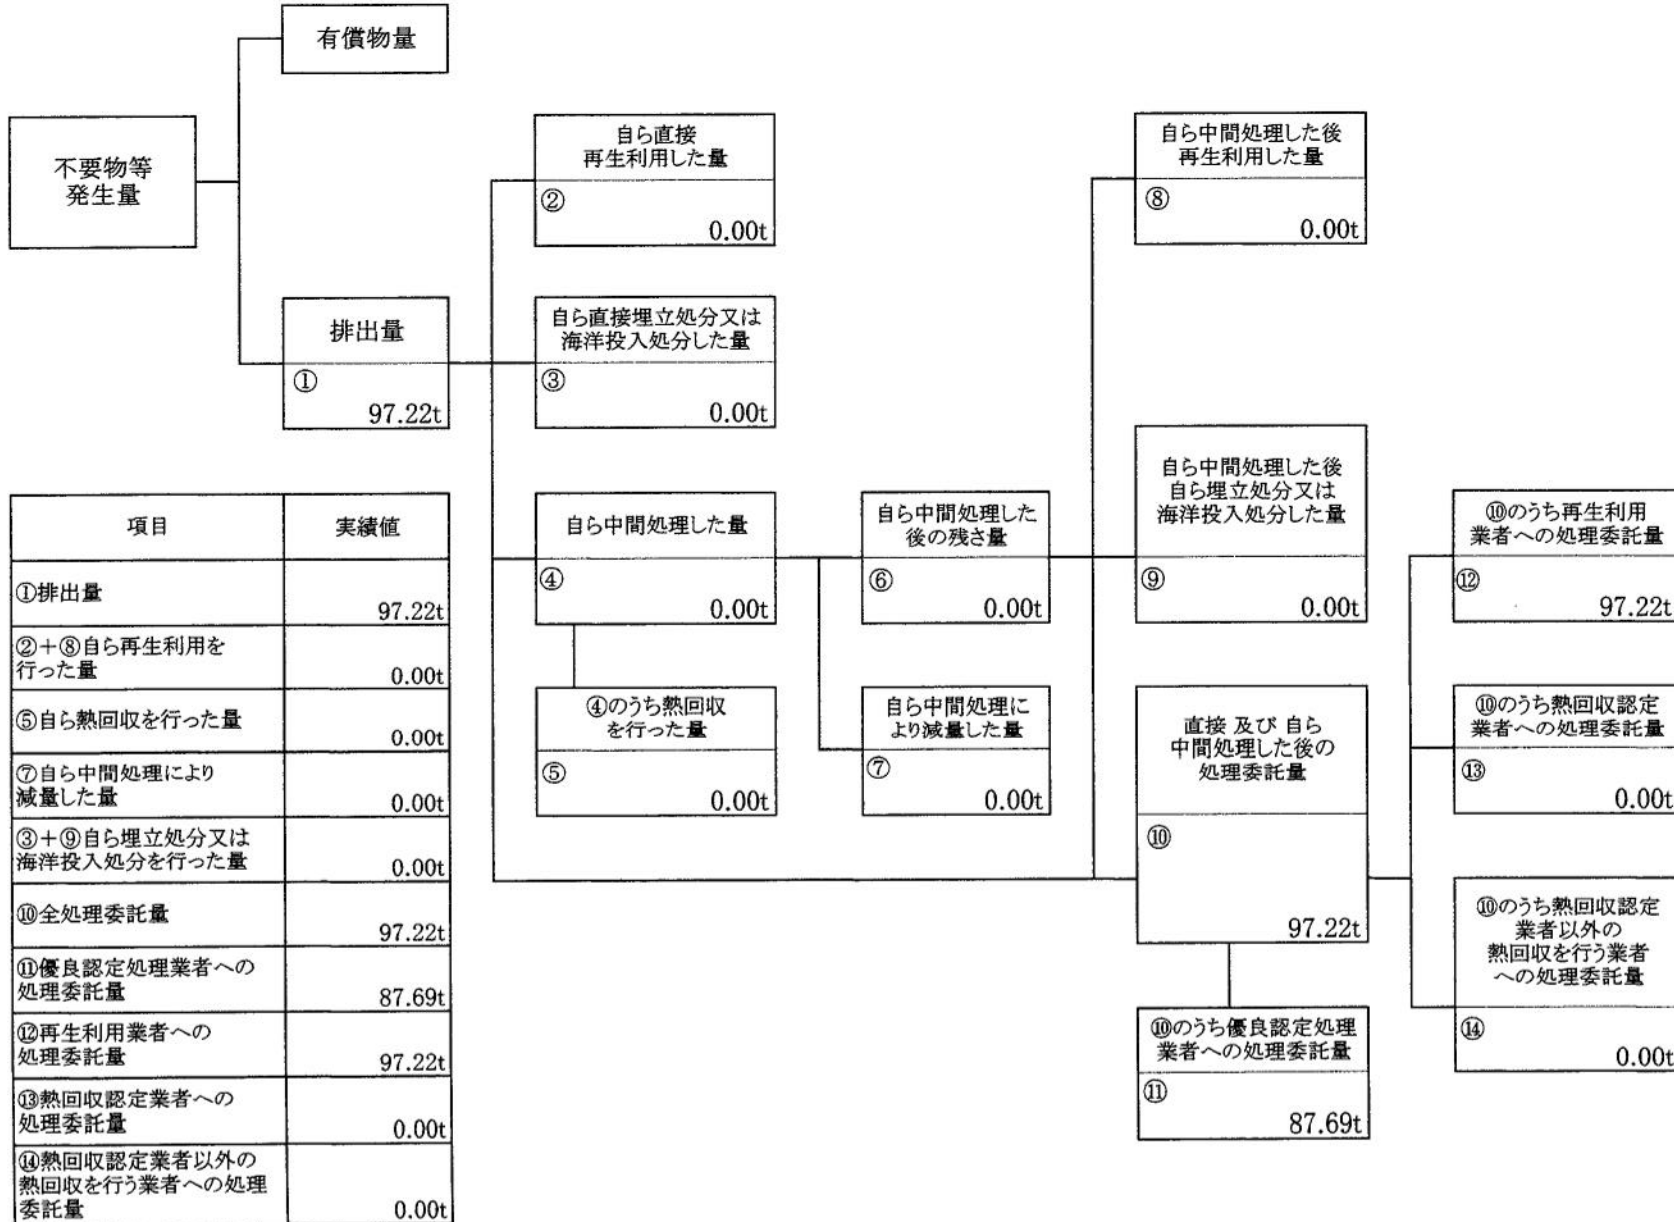 有償物量
不要物等
発生量
排出量
①
97.22t
自ら直接
再生利用した量
②
0.00t
自ら直接埋立処分又は
海洋投入処分した量
③
0.00t
自ら中間処理した量
④
0.00t
④のうち熱回収
を行った量
⑤
0.00t
自ら中間処理した
後の残さ量
⑥
0.00t
自ら中間処理に
より減量した量
⑦
0.00t
自ら中間処理した後
再生利用した量
⑧
0.00t
自ら中間処理した後
自ら埋立処分又は
海洋投入処分した量
⑨
0.00t
直接 及び 自ら
中間処理した後の
処理委託量
⑩
97.22t
⑩のうち優良認定処理
業者への処理委託量
⑪
87.69t
⑩のうち再生利用
業者への処理委託量
⑫
97.22t
⑩のうち熱回収認定
業者への処理委託量
⑬
0.00t
⑩のうち熱回収認定
業者以外の
熱回収を行う業者
への処理委託量
⑭
0.00t
項目 実績値
①排出量
97.22t
②+⑧自ら再生利用を
行った量
0.00t
⑤自ら熱回収を行った量
0.00t
⑦自ら中間処理により
減量した量
0.00t
③+⑨自ら埋立処分又は
海洋投入処分を行った量
0.00t
⑩全処理委託量
97.22t
⑪優良認定処理業者への
処理委託量
87.69t
⑫再生利用業者への
処理委託量
97.22t
⑬熱回収認定業者への
処理委託量
0.00t
⑭熱回収認定業者以外の
熱回収を行う業者への処理
委託量
0.00t